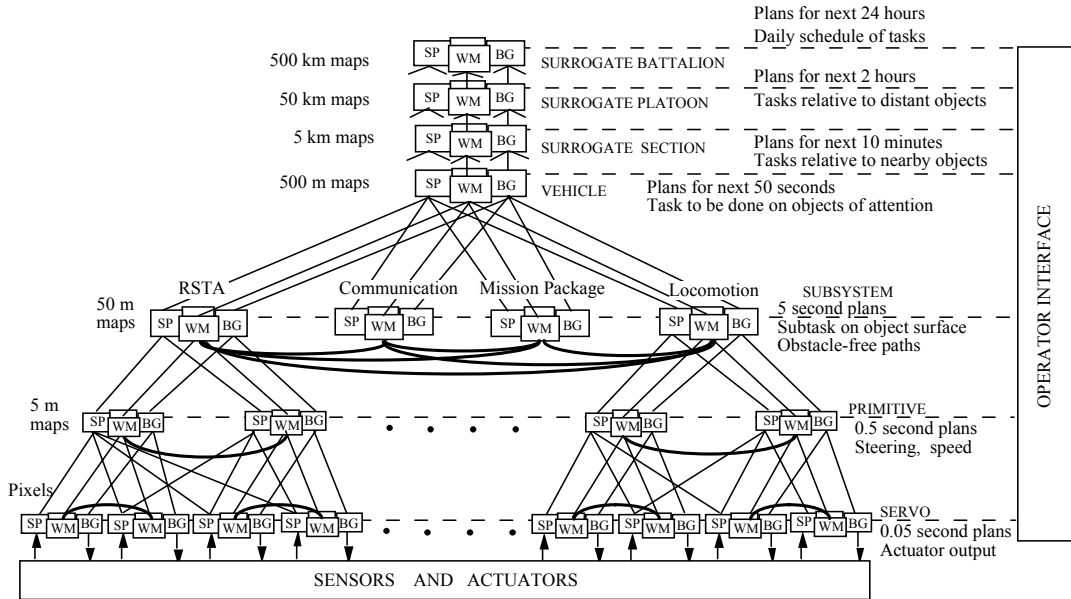 Plans for next 24 hours
Daily schedule of tasks
SP WM BG
500 km maps
SURROGATE BATTALION
Plans for next 2 hours
SP WM BG
50 km maps
SURROGATE PLATOON
Tasks relative to distant objects
SP WM BG
5 km maps
SURROGATE SECTION
Plans for next 10 minutes
Tasks relative to nearby objects
SP WM BG
500 m maps
VEHICLE
Plans for next 50 seconds
Task to be done on objects of attention
OPERATOR INTERFACE
RSTA
Communication
Mission Package
Locomotion
SUBSYSTEM
50 m
maps
SP WM BG
SP WM BG
SP WM BG
SP WM BG
5 second plans
Subtask on object surface
Obstacle-free paths
5 m
maps
SP WM BG
SP WM BG
SP WM BG
SP WM BG
PRIMITIVE
0.5 second plans
Steering, speed
Pixels
SP WM BG
SP WM BG
SP WM BG
SP WM BG
SP WM BG
SP WM BG
SP WM BG
SP WM BG
SERVO
0.05 second plans
Actuator output
SENSORS AND ACTUATORS